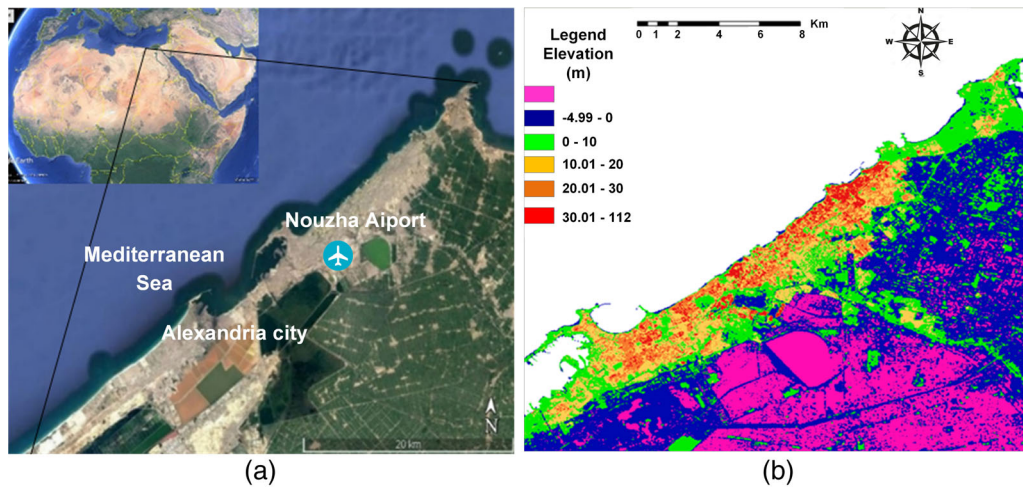 Earth
Nouzha Aiport
Mediterranean
Sea
Alexandria city
N
20 km
(a)
Km
0 1 2 4 6 8
N
W E
S
Legend
Elevation
(m)
-4.99 - 0
0 - 10
10.01 - 20
20.01 - 30
30.01 - 112
(b)